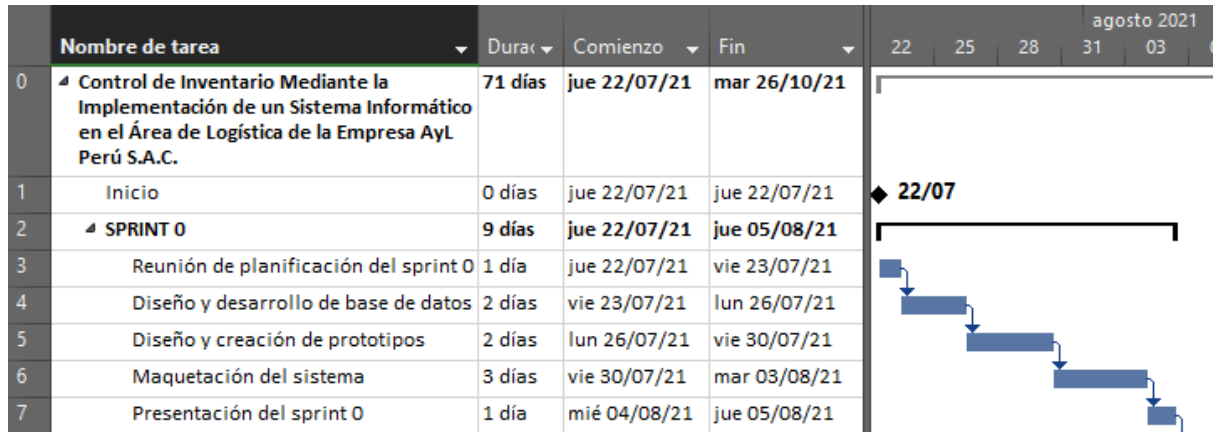 agosto 2021
Nombre de tarea Durac Comienzo Fin 22 25 28 31 03
0 Control de Inventario Mediante la 71 días jue 22/07/21 mar 26/10/21
Implementación de un Sistema Informático
en el Área de Logística de la Empresa AyL
Perú S.A.C.
1 Inicio 0 días jue 22/07/21 jue 22/07/21 22/07
2 SPRINT 0 9 días jue 22/07/21 jue 05/08/21
3 Reunión de planificación del sprint 0 1 día jue 22/07/21 vie 23/07/21
4 Diseño y desarrollo de base de datos 2 días vie 23/07/21 lun 26/07/21
5 Diseño y creación de prototipos 2 días lun 26/07/21 vie 30/07/21
6 Maquetación del sistema 3 días vie 30/07/21 mar 03/08/21
7 Presentación del sprint 0 1 día mié 04/08/21 jue 05/08/21